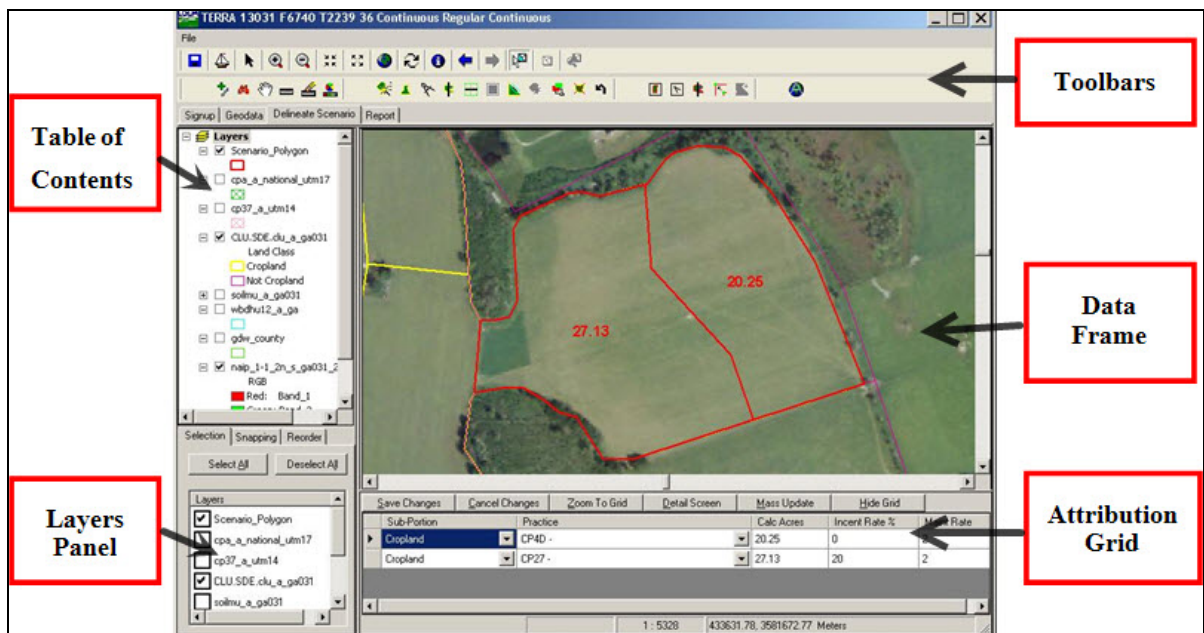 TERRA 13031 F6740 T2239 36 Continuous Regular Continuous
File
Toolbars
Signup Geodata Delineate Scenario Report
Table of
Contents
Layers
Scenario_Polygon
cpa_a_national_utm17
cp37_a_utm14
CLU.SDE.clu_a_ga031
Land Class
Cropland
Not Cropland
soilmu_a_ga031
wbdhu12_a_ga
gdw_county
naip_1-1_2n_s_ga031_2
RGB
Red: Band_1
20.25
27.13
Data
Frame
Selection Snapping Reorder
Select All Deselect All
Layers
Scenario_Polygon
cpa_a_national_utm17
cp37_a_utm14
CLU.SDE.clu_a_ga031
soilmu_a_ga031
Layers
Panel
Save Changes Cancel Changes Zoom To Grid Detail Screen Mass Update Hide Grid
Sub-Portion Practice Calc Acres Incent Rate % Rate
Cropland CP4D - 20.25 0
Cropland CP27 - 27.13 20 2
Attribution
Grid
1 : 5328 433631.78, 3581672.77 Meters